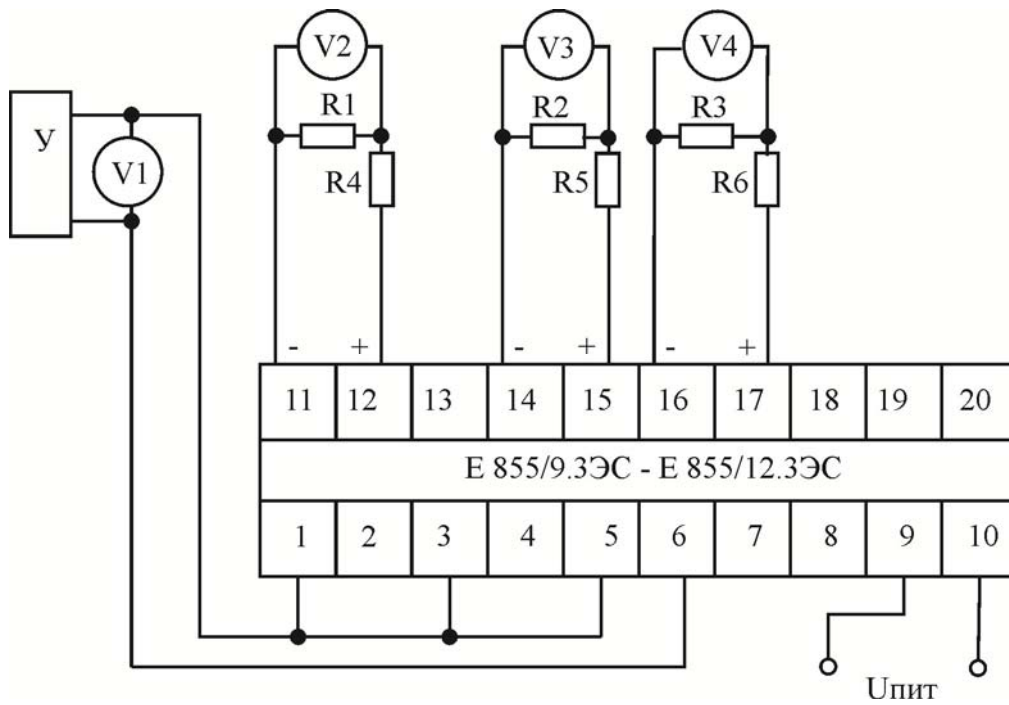 V2 V3 V4
R1 R2 R3
У V1
R4 R5 R6
- + - + - +
11 12 13 14 15 16 17 18 19 20
Е 855/9.3ЭС - Е 855/12.3ЭС
1 2 3 4 5 6 7 8 9 10
Uпит